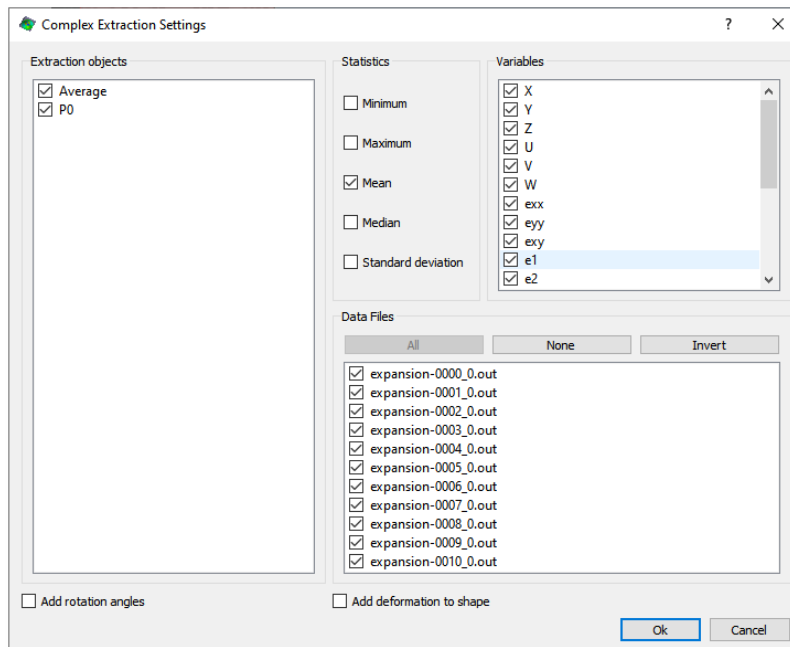 Complex Extraction Settings ?
Extraction objects
Average
P0
Statistics
Minimum
Maximum
Mean
Median
Standard deviation
Variables
X
Y
Z
U
V
W
exx
eyy
exy
e1
e2
Data Files
All None Invert
expansion-0000_0.out
expansion-0001_0.out
expansion-0002_0.out
expansion-0003_0.out
expansion-0004_0.out
expansion-0005_0.out
expansion-0006_0.out
expansion-0007_0.out
expansion-0008_0.out
expansion-0009_0.out
expansion-0010_0.out
Add rotation angles
Add deformation to shape
Ok Cancel